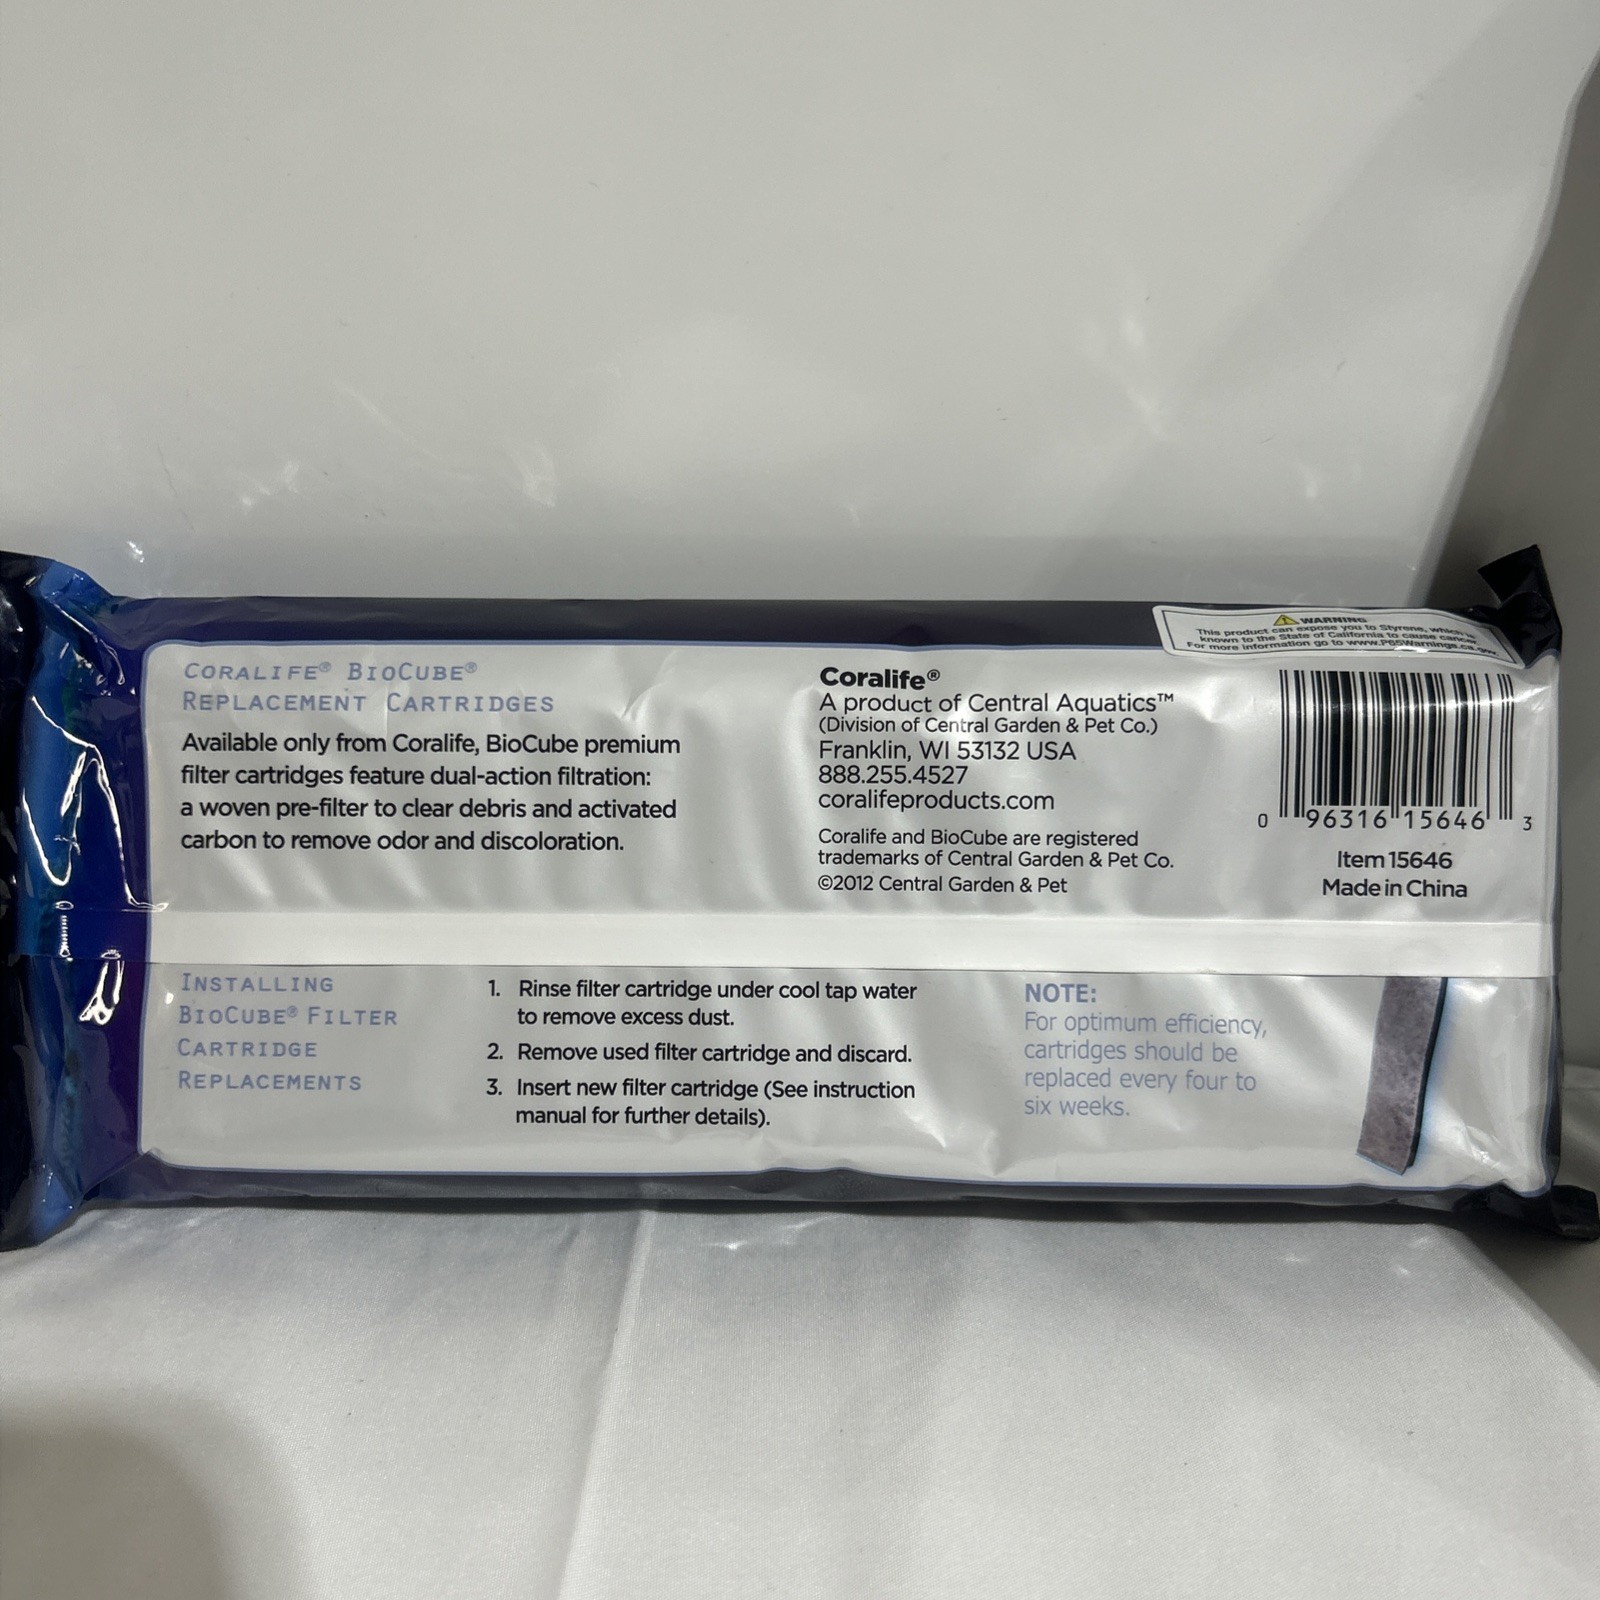 CORALIFE® BIOCUBE®
REPLACEMENT CARTRIDGES
Available only from Coralife, BioCube premium
filter cartridges feature dual-action filtration:
a woven pre-filter to clear debris and activated
carbon to remove odor and discoloration.
Coralife®
A product of Central Aquatics™
(Division of Central Garden & Pet Co.)
Franklin, WI 53132 USA
888.255.4527
coralifeproducts.com
Coralife and BioCube are registered
trademarks of Central Garden & Pet Co.
©2012 Central Garden & Pet
WARNING
This product can expose you to Styrene, which is
known to the State of California to cause cancer.
For more information go to www.P65Warnings.ca.gov
0 96316 15646 3
Item 15646
Made in China
INSTALLING
BIOCUBE® FILTER
CARTRIDGE
REPLACEMENTS
1. Rinse filter cartridge under cool tap water
to remove excess dust.
2. Remove used filter cartridge and discard.
3. Insert new filter cartridge (See instruction
manual for further details).
NOTE:
For optimum efficiency,
cartridges should be
replaced every four to
six weeks.